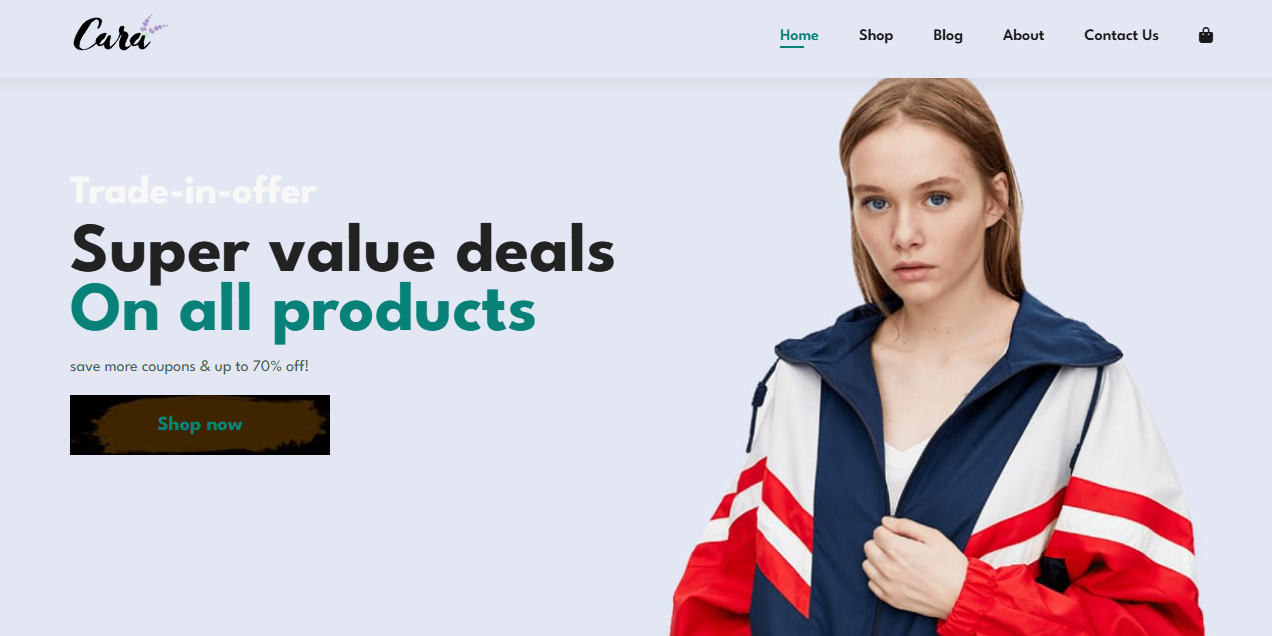 Cara
Home Shop Blog About Contact Us
Trade-in-offer
Super value deals
On all products
save more coupons & up to 70% off!
Shop now